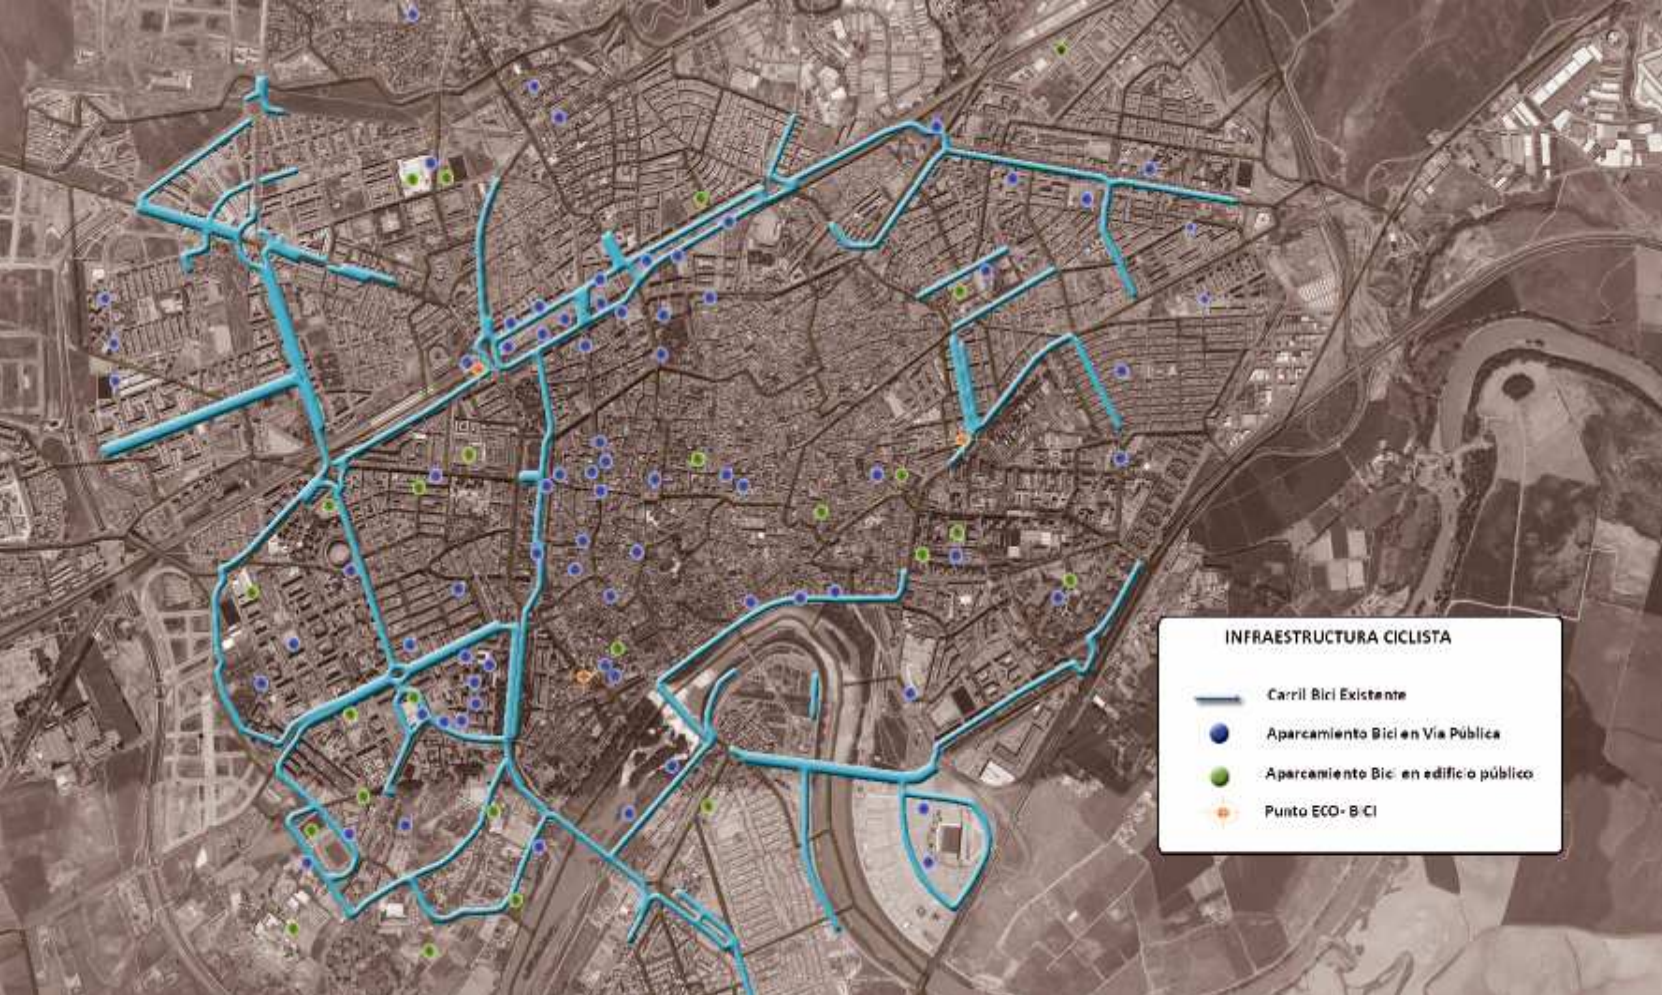 INFRAESTRUCTURA CICLISTA
Carril Bici Existente
Aparcamiento Bici en Vía Pública
Aparcamiento Bici en edificio público
Punto ECO-BICI